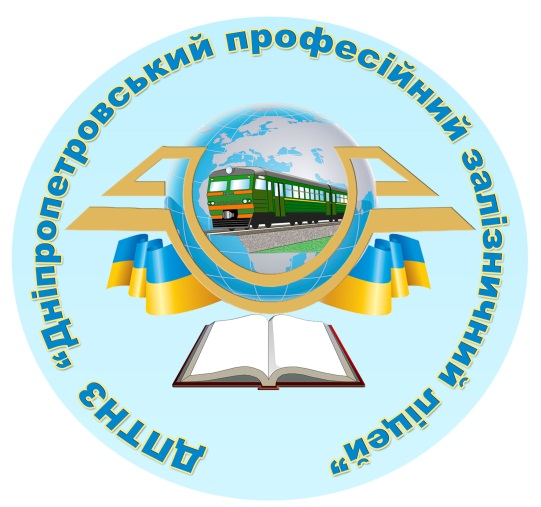 ДПТНЗ "Дніпропетровський професійний залізничний ліцей"